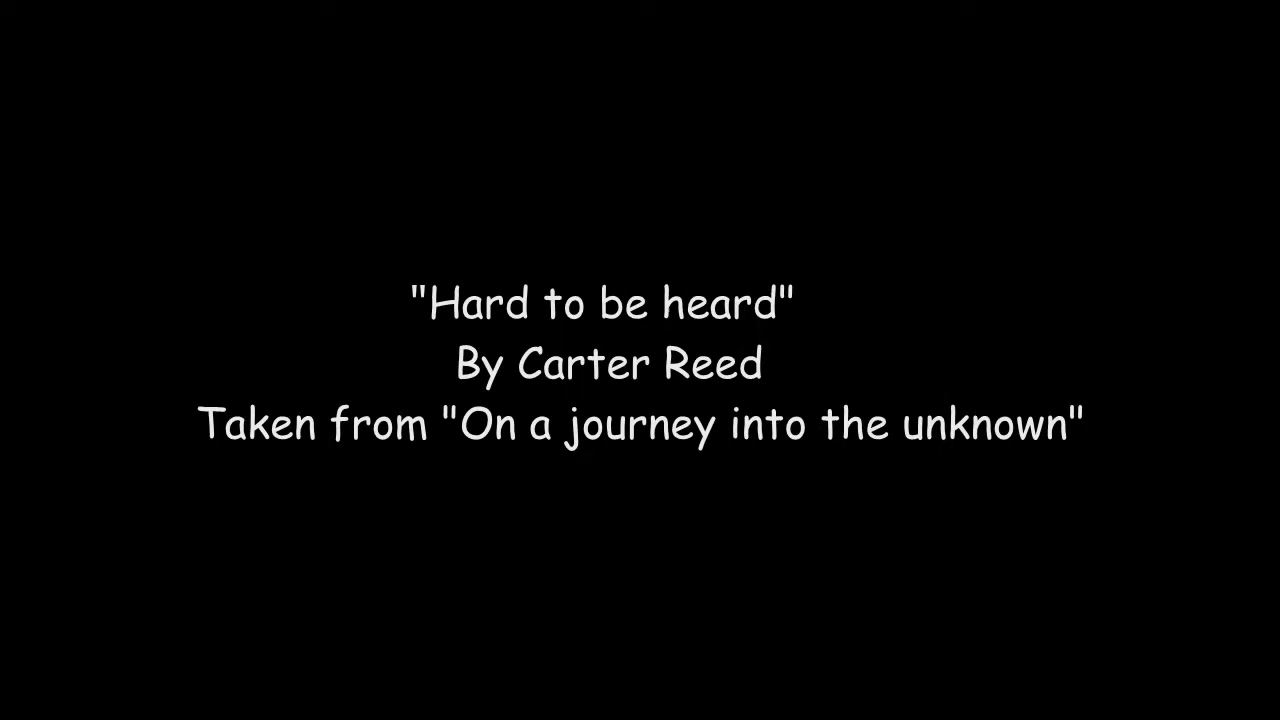 "Hard to be heard"
By Carter Reed
Taken from "On a journey into the unknown"